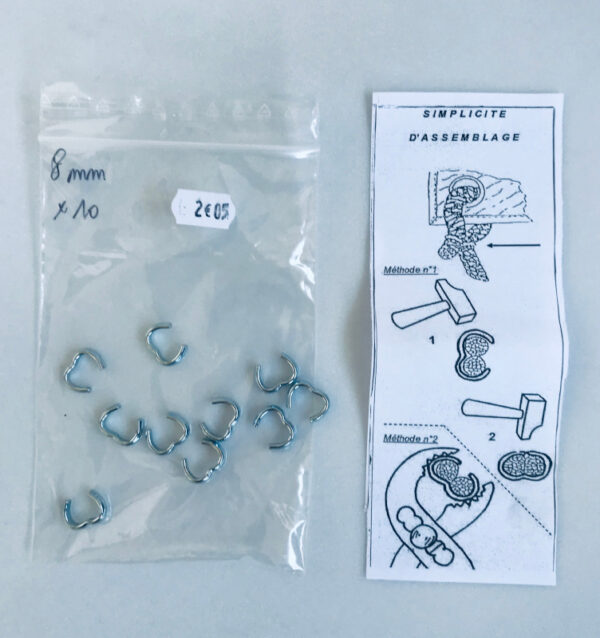 8 mm
x 10
2€05
SIMPLICITE
D'ASSEMBLAGE
Méthode n°1
1
2
Méthode n°2